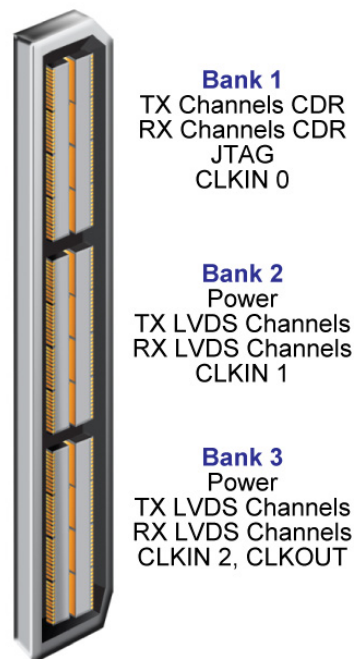 Bank 1
TX Channels CDR
RX Channels CDR
JTAG
CLKIN 0
Bank 2
Power
TX LVDS Channels
RX LVDS Channels
CLKIN 1
Bank 3
Power
TX LVDS Channels
RX LVDS Channels
CLKIN 2, CLKOUT